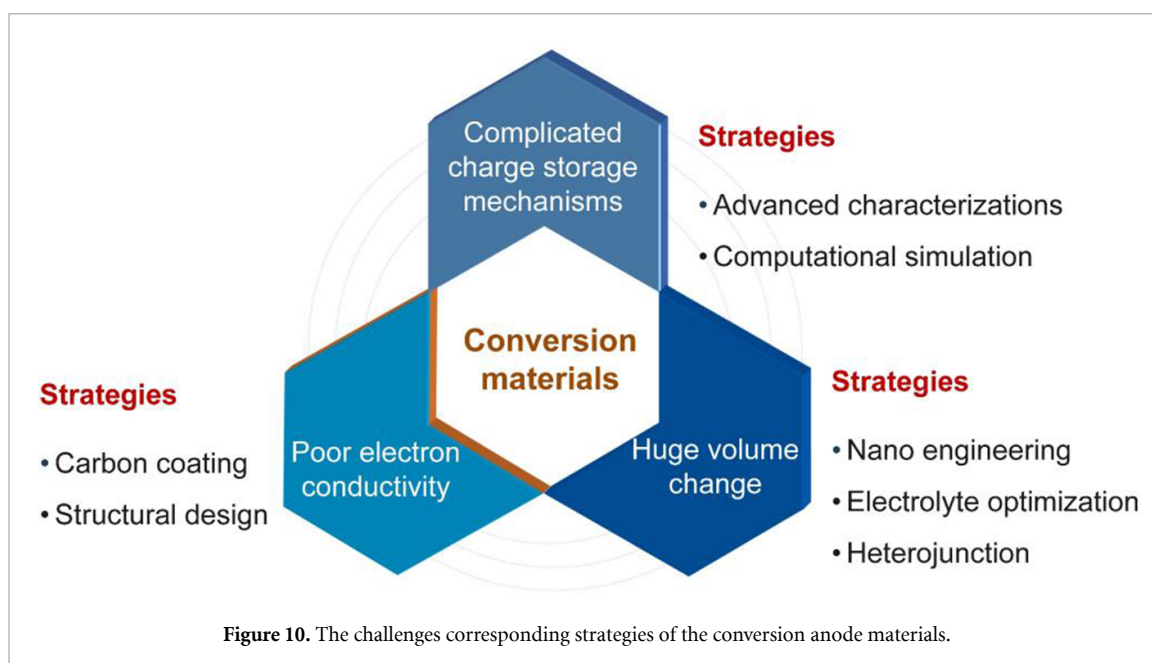 Complicated
charge storage
mechanisms
Strategies
• Advanced characterizations
• Computational simulation
Conversion
materials
Strategies
• Carbon coating
• Structural design
Poor electron
conductivity
Huge volume
change
Strategies
• Nano engineering
• Electrolyte optimization
• Heterojunction
Figure 10. The challenges corresponding strategies of the conversion anode materials.